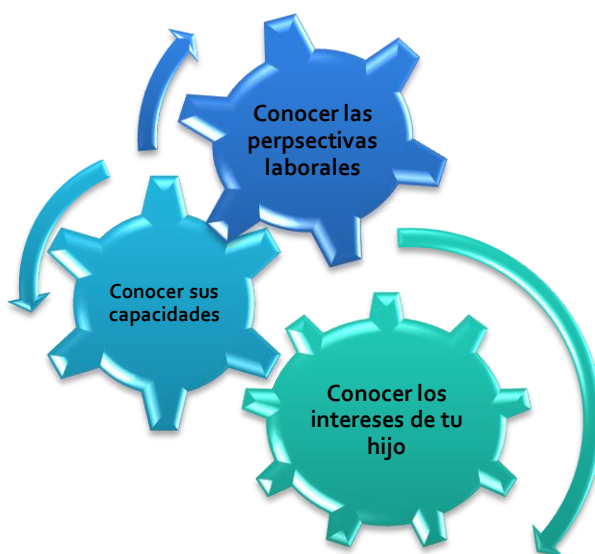 Conocer las
perpsectivas
laborales
Conocer sus
capacidades
Conocer los
intereses de tu
hijo